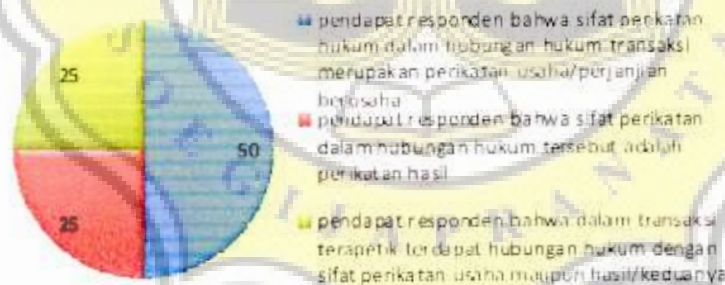 25
50
25
pendapat responden bahwa sifat perikatan
hukum dalam hubungan hukum transaksi
merupakan perikatan usaha/perjanjian
berusaha
pendapat responden bahwa sifat perikatan
dalam hubungan hukum tersebut adalah
perikatan hasil
pendapat responden bahwa dalam transaksi
terapetik terdapat hubungan hukum dengan
sifat perikatan usaha maupun hasil/keduanya